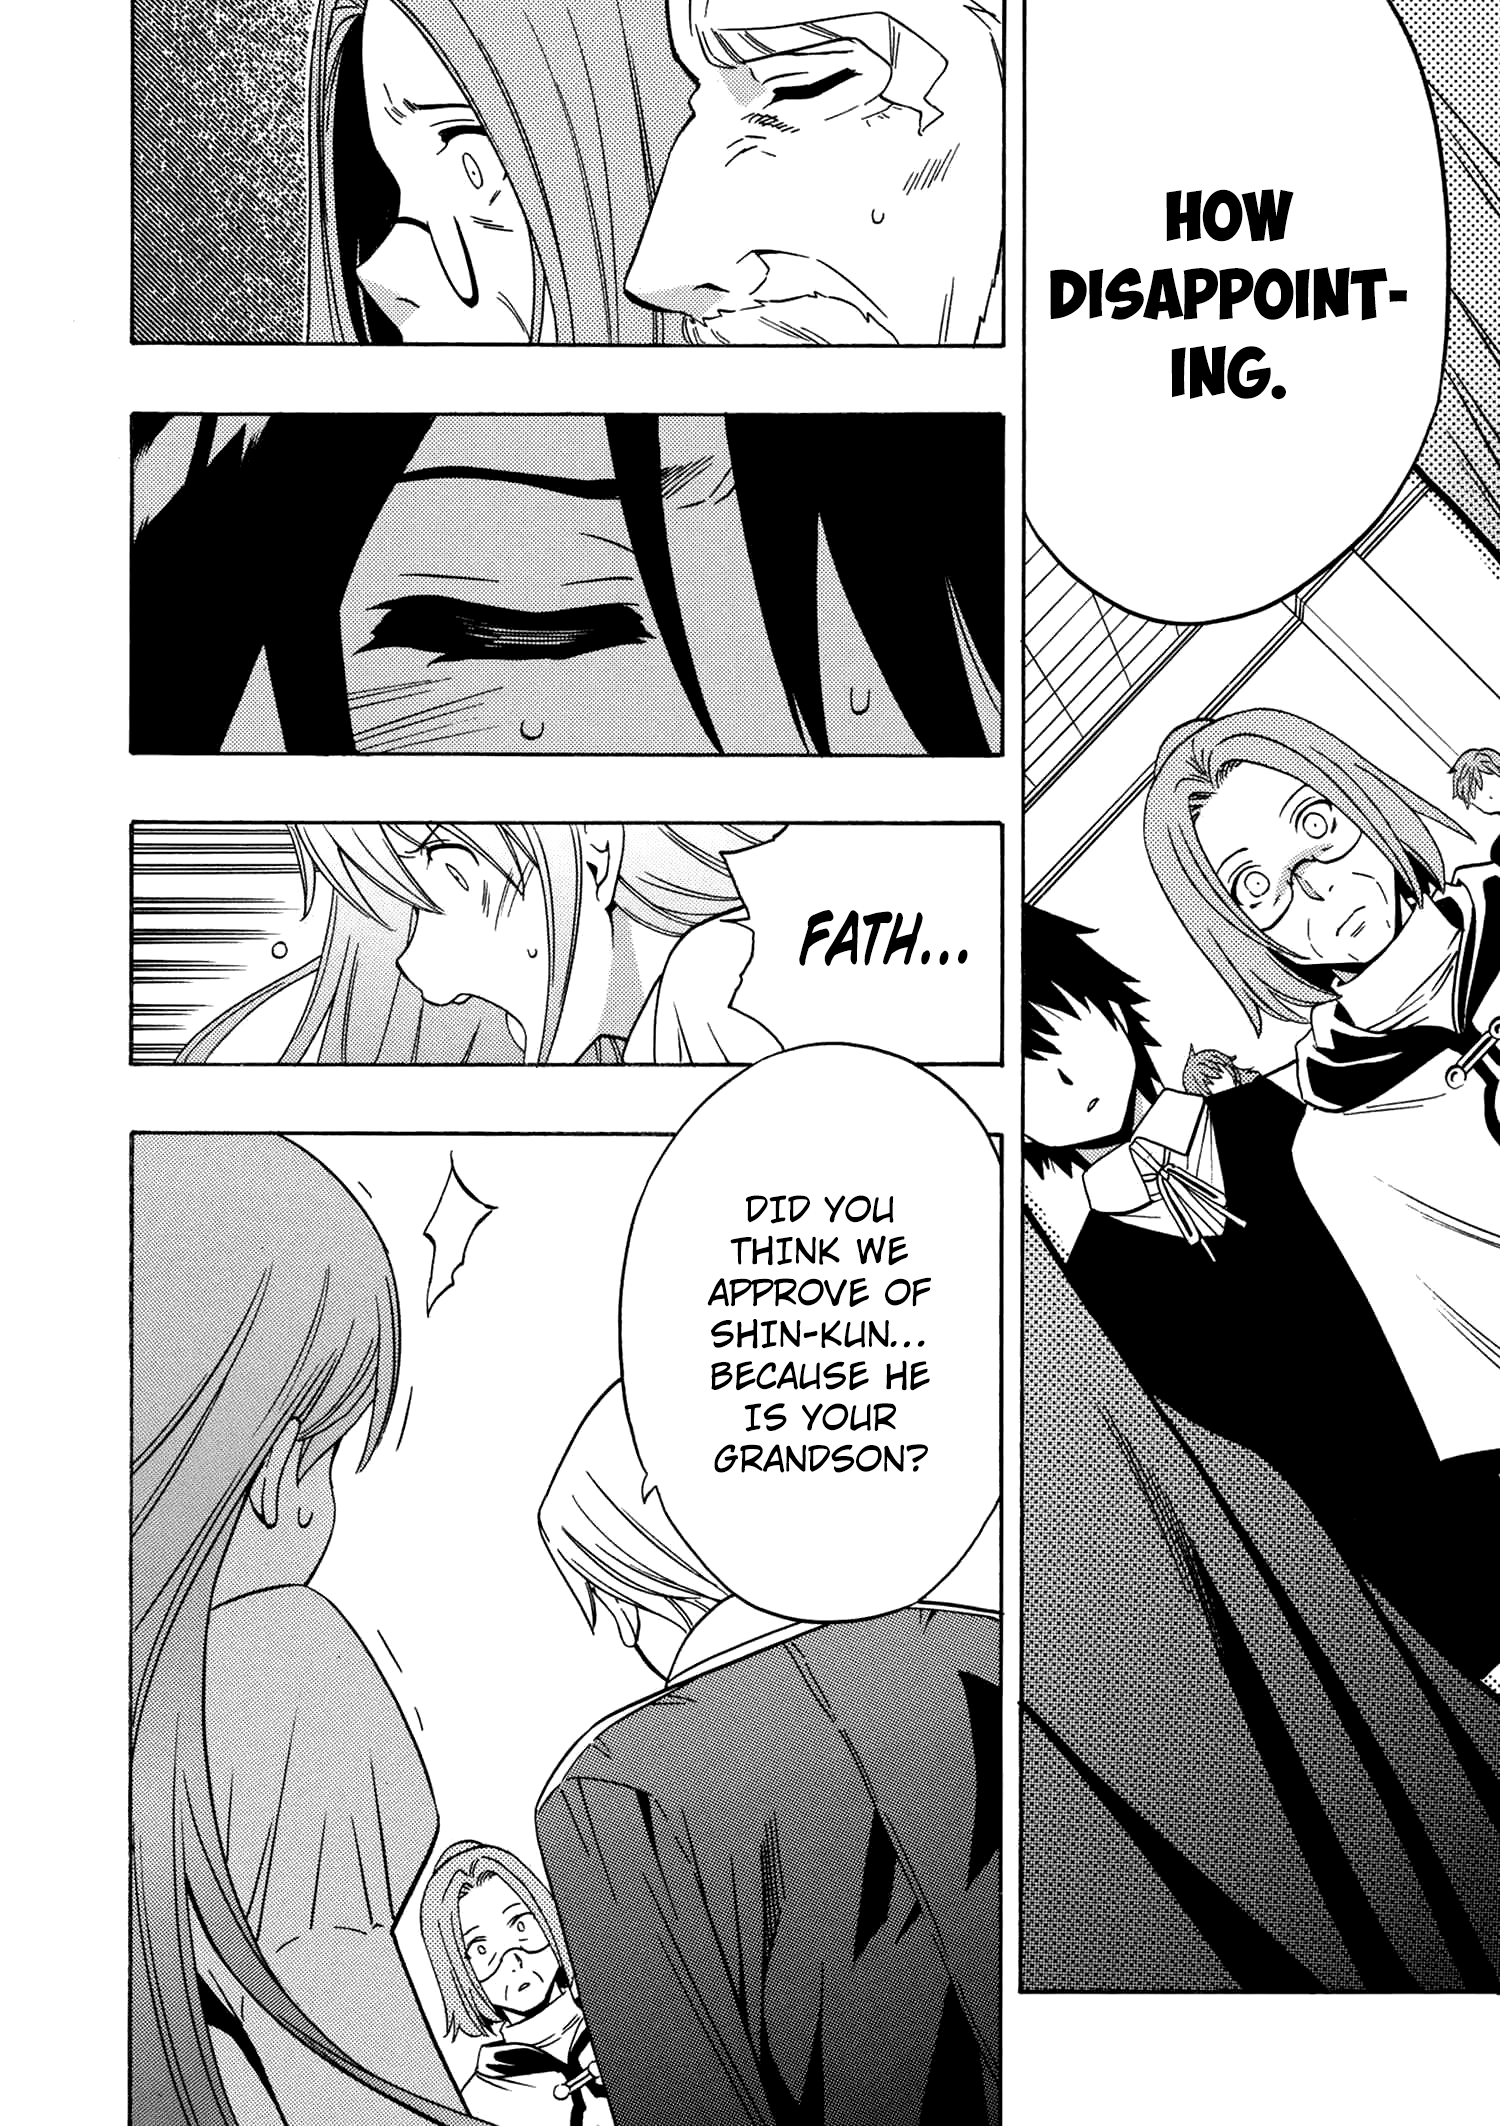 HOW
DISAPPOINT-
ING.
FATH...
DID YOU
THINK WE
APPROVE OF
SHIN-KUN...
BECAUSE HE
IS YOUR
GRANDSON?